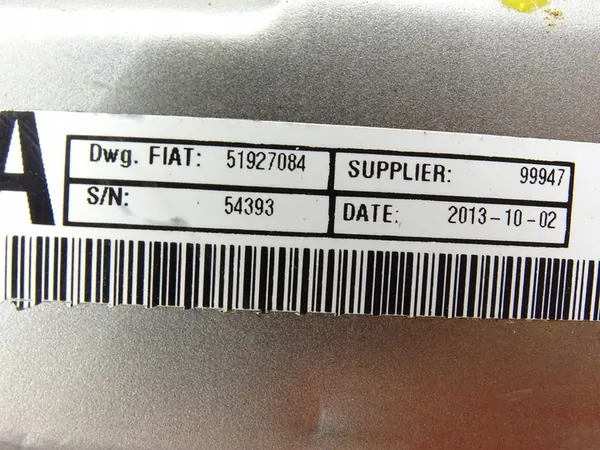 A
Dwg. FIAT: 51927084 SUPPLIER: 99947
S/N: 54393 DATE: 2013-10-02